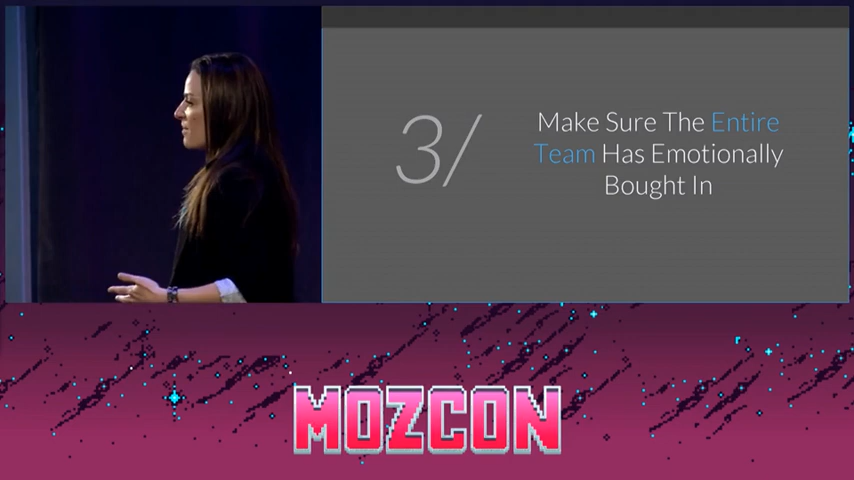 3/
Make Sure The Entire
Team Has Emotionally
Bought In
MOZCON